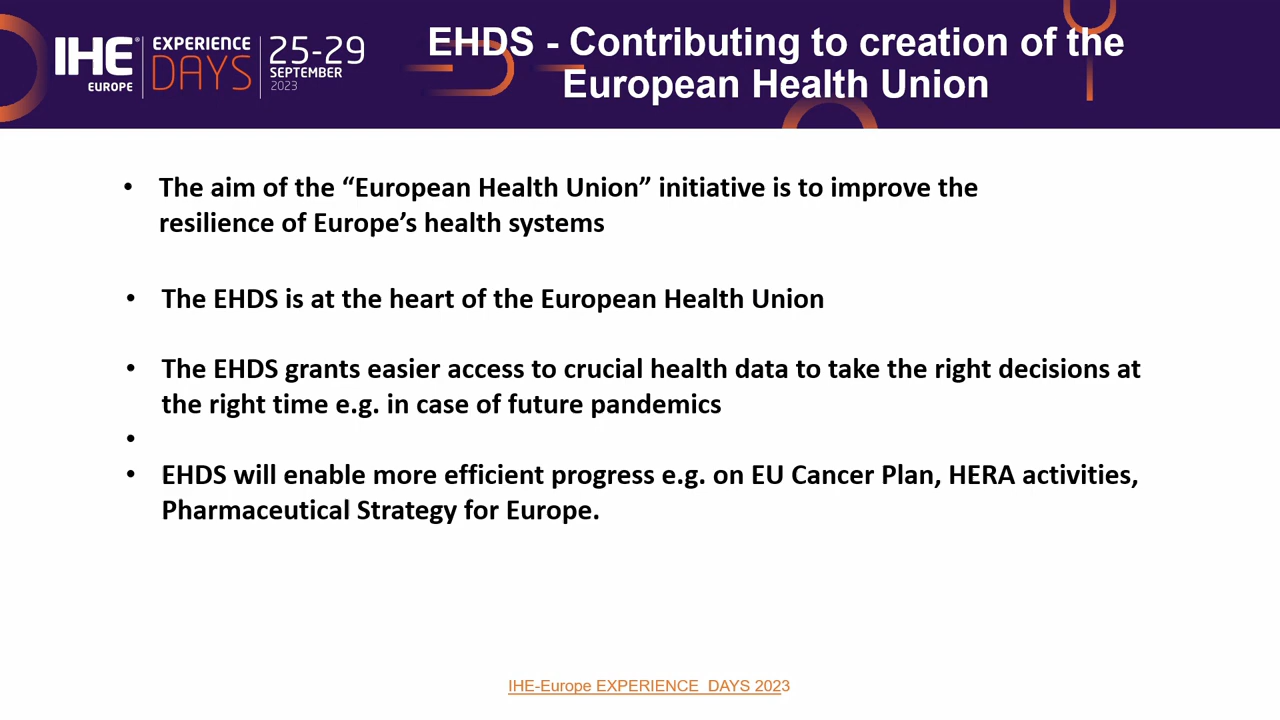 IHE
EUROPE
EXPERIENCE
DAYS
25-29
SEPTEMBER
2023
EHDS - Contributing to creation of the
European Health Union
• The aim of the “European Health Union” initiative is to improve the
resilience of Europe’s health systems
• The EHDS is at the heart of the European Health Union
• The EHDS grants easier access to crucial health data to take the right decisions at
the right time e.g. in case of future pandemics
•
• EHDS will enable more efficient progress e.g. on EU Cancer Plan, HERA activities,
Pharmaceutical Strategy for Europe.
IHE-Europe EXPERIENCE  DAYS 2023